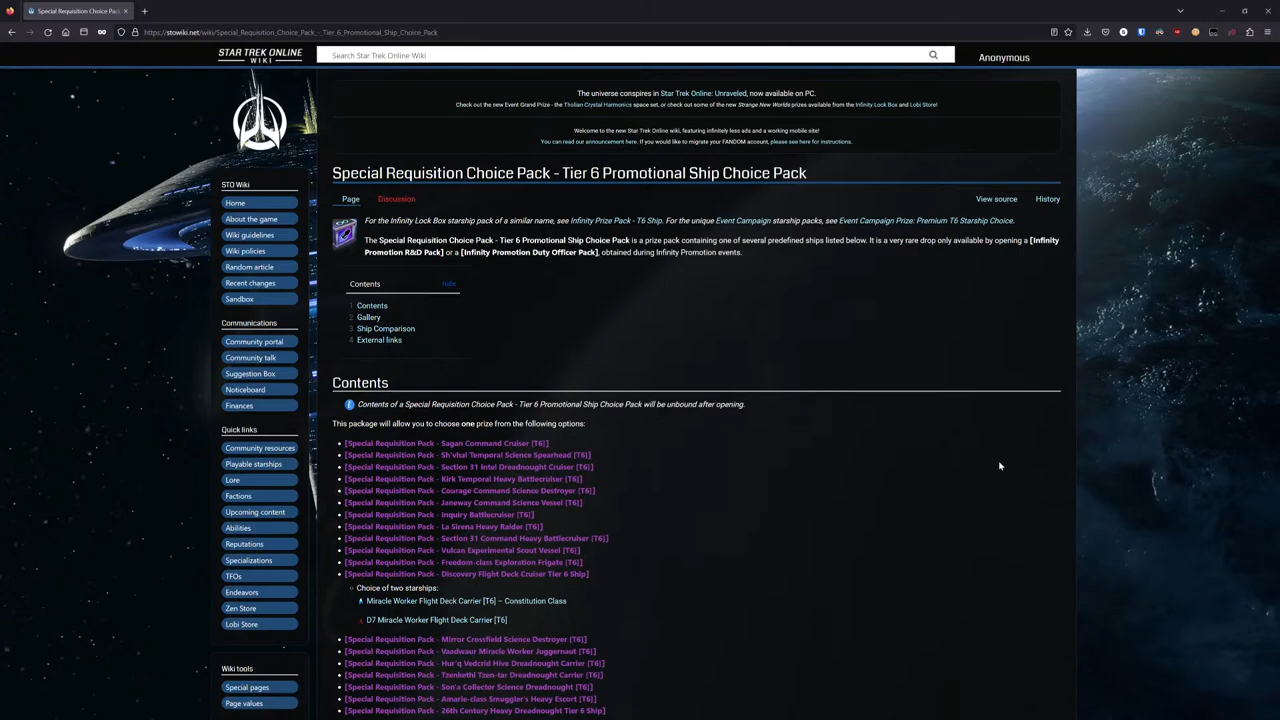 Special Requisition Choice Pack
https://stowiki.net/wiki/Special_Requisition_Choice_Pack_-_Tier_6_Promotional_Ship_Choice_Pack
STAR TREK ONLINE
WIKI
Search Star Trek Online Wiki
Anonymous
The universe conspires in Star Trek Online: Unraveled, now available on PC.
Check out the new Event Grand Prize - the Tholian Crystal Harmonics space set, or check out some of the new Strange New Worlds prizes available from the Infinity Lock Box and Lobi Store!
Welcome to the new Star Trek Online wiki, featuring infinitely less ads and a working mobile site!
You can read our announcement here. If you would like to migrate your FANDOM account, please see here for instructions.
STO Wiki
Home
About the game
Wiki guidelines
Wiki policies
Random article
Recent changes
Sandbox
Communications
Community portal
Community talk
Suggestion Box
Noticeboard
Finances
Quick links
Community resources
Playable starships
Lore
Factions
Upcoming content
Abilities
Reputations
Specializations
TFOs
Endeavors
Zen Store
Lobi Store
Wiki tools
Special pages
Page values
Special Requisition Choice Pack - Tier 6 Promotional Ship Choice Pack
Page
Discussion
View source
History
For the Infinity Lock Box starship pack of a similar name, see Infinity Prize Pack - T6 Ship. For the unique Event Campaign starship packs, see Event Campaign Prize: Premium T6 Starship Choice.
The Special Requisition Choice Pack - Tier 6 Promotional Ship Choice Pack is a prize pack containing one of several predefined ships listed below. It is a very rare drop only available by opening a [Infinity
Promotion R&D Pack] or a [Infinity Promotion Duty Officer Pack], obtained during Infinity Promotion events.
Contents
hide
1 Contents
2 Gallery
3 Ship Comparison
4 External links
Contents
Contents of a Special Requisition Choice Pack - Tier 6 Promotional Ship Choice Pack will be unbound after opening.
This package will allow you to choose one prize from the following options:
[Special Requisition Pack - Sagan Command Cruiser [T6]]
[Special Requisition Pack - Sh'vhal Temporal Science Spearhead [T6]]
[Special Requisition Pack - Section 31 Intel Dreadnought Cruiser [T6]]
[Special Requisition Pack - Kirk Temporal Heavy Battlecruiser [T6]]
[Special Requisition Pack - Courage Command Science Destroyer [T6]]
[Special Requisition Pack - Janeway Command Science Vessel [T6]]
[Special Requisition Pack - Inquiry Battlecruiser [T6]]
[Special Requisition Pack - La Sirena Heavy Raider [T6]]
[Special Requisition Pack - Section 31 Command Heavy Battlecruiser [T6]]
[Special Requisition Pack - Vulcan Experimental Scout Vessel [T6]]
[Special Requisition Pack - Freedom-class Exploration Frigate [T6]]
[Special Requisition Pack - Discovery Flight Deck Cruiser Tier 6 Ship]
Choice of two starships:
Miracle Worker Flight Deck Carrier [T6] – Constitution Class
D7 Miracle Worker Flight Deck Carrier [T6]
[Special Requisition Pack - Mirror Crossfield Science Destroyer [T6]]
[Special Requisition Pack - Vaadwaur Miracle Worker Juggernaut [T6]]
[Special Requisition Pack - Hur'q Vedcrid Hive Dreadnought Carrier [T6]]
[Special Requisition Pack - Tzenkethi Tzen-tar Dreadnought Carrier [T6]]
[Special Requisition Pack - Son'a Collector Science Dreadnought [T6]]
[Special Requisition Pack - Amarie-class Smuggler's Heavy Escort [T6]]
[Special Requisition Pack - 26th Century Heavy Dreadnought Tier 6 Ship]